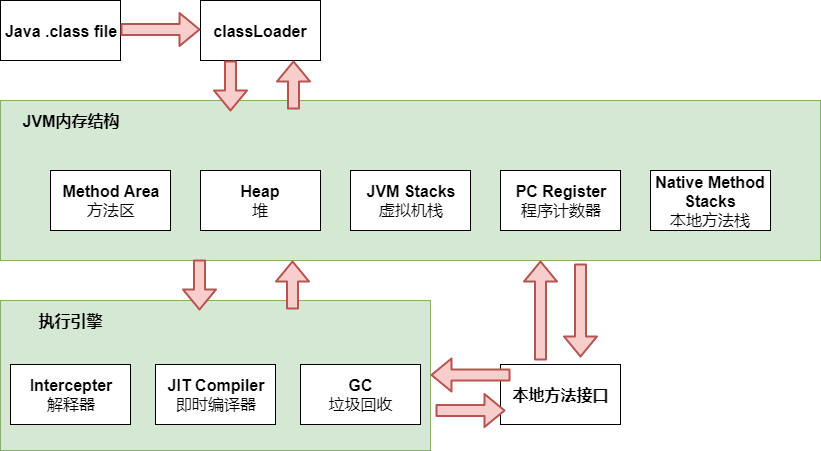 Java .class file
classLoader
JVM内存结构
Method Area
方法区
Heap
堆
JVM Stacks
虚拟机栈
PC Register
程序计数器
Native Method
Stacks
本地方法栈
执行引擎
Intercepter
解释器
JIT Compiler
即时编译器
GC
垃圾回收
本地方法接口